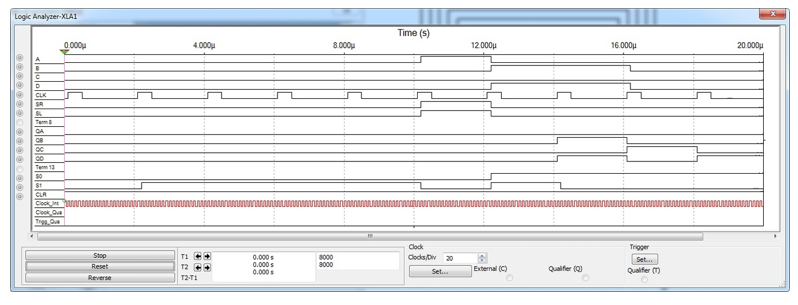 Logic Analyzer-XLA1
Time (s)
0.000µ 4.000µ 8.000µ 12.000µ 16.000µ 20.000µ
A
B
C
D
CLK
SR
SL
Term 8
QA
QB
QC
QD
Term 13
S0
S1
CLR
Clock_Int
Clock_Qua
Trigg_Qua
Stop
Reset
Reverse
T1 0.000 s 8000
T2 0.000 s 8000
T2-T1 0.000 s
Clock
Clocks/Div 20
Set... External (C) Qualifier (Q)
Trigger
Set...
Qualifier (T)